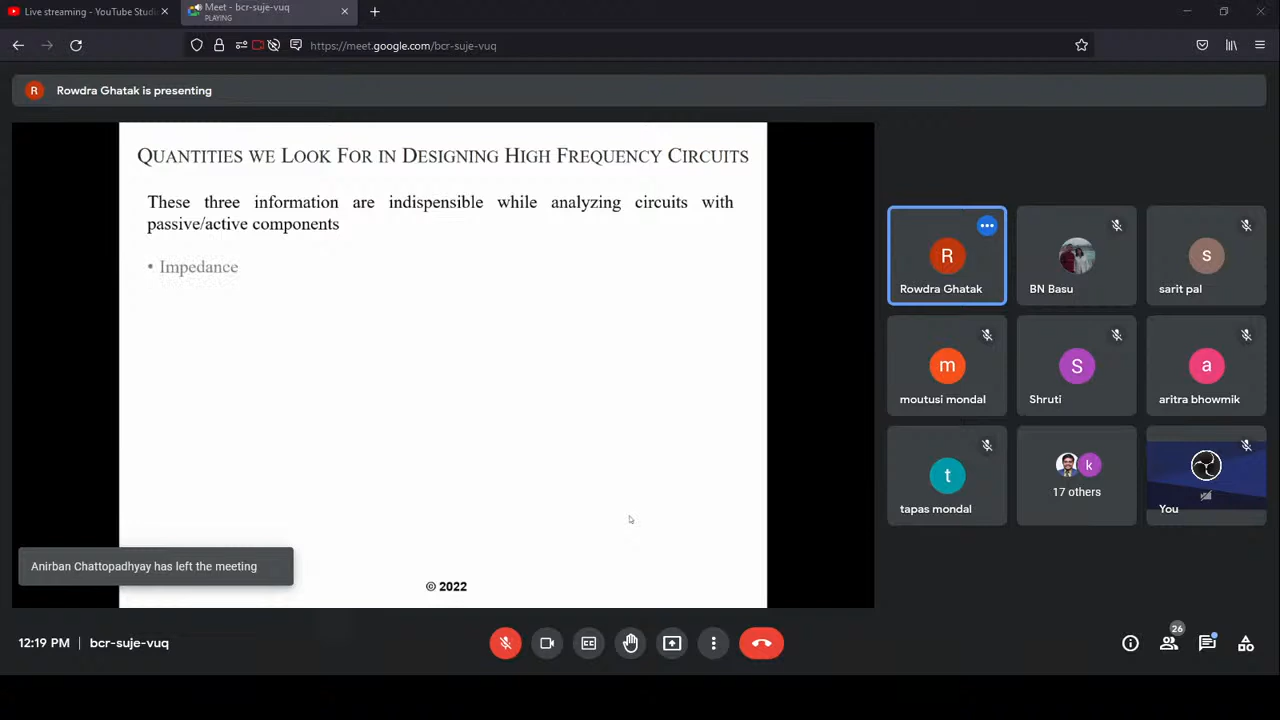 Live streaming - YouTube Studi
Meet - bcr-suje-vuq
PLAYING
https://meet.google.com/bcr-suje-vuq
R
Rowdra Ghatak is presenting
QUANTITIES WE LOOK FOR IN DESIGNING HIGH FREQUENCY CIRCUITS
These three information are indispensible while analyzing circuits with
passive/active components
• Impedance
© 2022
R
Rowdra Ghatak
BN Basu
s
sarit pal
m
moutusi mondal
S
Shruti
a
aritra bhowmik
t
tapas mondal
k
17 others
You
Anirban Chattopadhyay has left the meeting
12:19 PM | bcr-suje-vuq
26